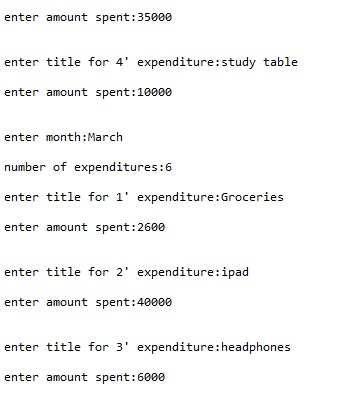 enter amount spent:35000
enter title for 4' expenditure:study table
enter amount spent:10000
enter month:March
number of expenditures:6
enter title for 1' expenditure:Groceries
enter amount spent:2600
enter title for 2' expenditure:ipad
enter amount spent:40000
enter title for 3' expenditure:headphones
enter amount spent:6000